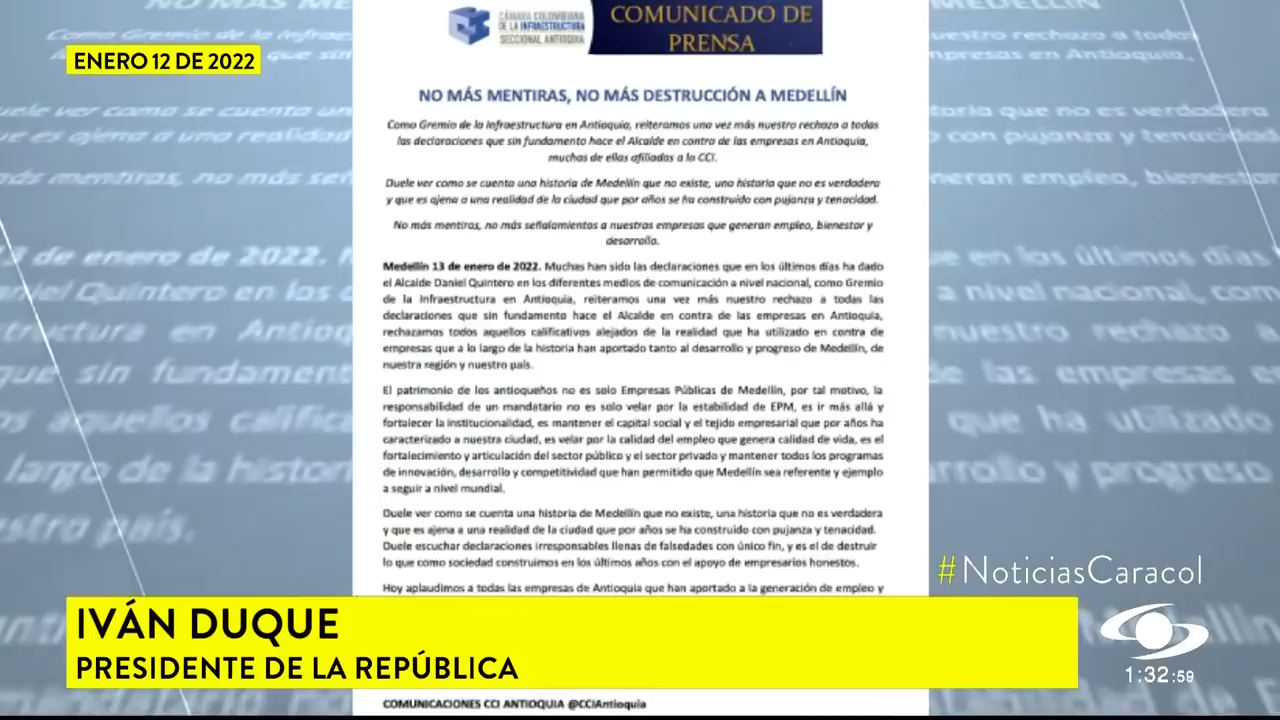 ENERO 12 DE 2022
CÁMARA COLOMBIANA
DE LA INFRAESTRUCTURA
SECCIONAL ANTIOQUIA
COMUNICADO DE
PRENSA
NO MÁS MENTIRAS, NO MÁS DESTRUCCIÓN A MEDELLÍN
Como Gremio de la Infraestructura en Antioquia, reiteramos una vez más nuestro rechazo a todas
las declaraciones que sin fundamento hace el Alcalde en contra de las empresas en Antioquia,
muchas de ellas afiliadas a la CCI.
Duele ver como se cuenta una historia de Medellín que no existe, una historia que no es verdadera
y que es ajena a una realidad de la ciudad que por años se ha construido con pujanza y tenacidad.
No más mentiras, no más señalamientos a nuestras empresas que generan empleo, bienestar y
desarrollo.
Medellín 13 de enero de 2022. Muchas han sido las declaraciones que en los últimos días ha dado
el Alcalde Daniel Quintero en los diferentes medios de comunicación a nivel nacional, como Gremio
de la Infraestructura en Antioquia, reiteramos una vez más nuestro rechazo a todas las
declaraciones que sin fundamento hace el Alcalde en contra de las empresas en Antioquia,
rechazamos todos aquellos calificativos alejados de la realidad que ha utilizado en contra de
empresas que a lo largo de la historia han aportado tanto al desarrollo y progreso de Medellín, de
nuestra región y nuestro país.
El patrimonio de los antioqueños no es solo Empresas Públicas de Medellín, por tal motivo, la
responsabilidad de un mandatario no es solo velar por la estabilidad de EPM, es ir más allá y
fortalecer la institucionalidad, es mantener el capital social y el tejido empresarial que por años ha
caracterizado a nuestra ciudad, es velar por la calidad del empleo que genera calidad de vida, es el
fortalecimiento y articulación del sector público y el sector privado y mantener todos los programas
de innovación, desarrollo y competitividad que han permitido que Medellín sea referente y ejemplo
a seguir a nivel mundial.
Duele ver como se cuenta una historia de Medellín que no existe, una historia que no es verdadera
y que es ajena a una realidad de la ciudad que por años se ha construido con pujanza y tenacidad.
Duele escuchar declaraciones irresponsables llenas de falsedades con único fin, y es el de destruir
lo que como sociedad construimos en los últimos años con el apoyo de empresarios honestos.
Hoy aplaudimos a todas las empresas de Antioquia que han aportado a la generación de empleo y
#NoticiasCaracol
IVÁN DUQUE
PRESIDENTE DE LA REPÚBLICA
1:32:59
COMUNICACIONES CCI ANTIOQUIA @CCIAntioquia